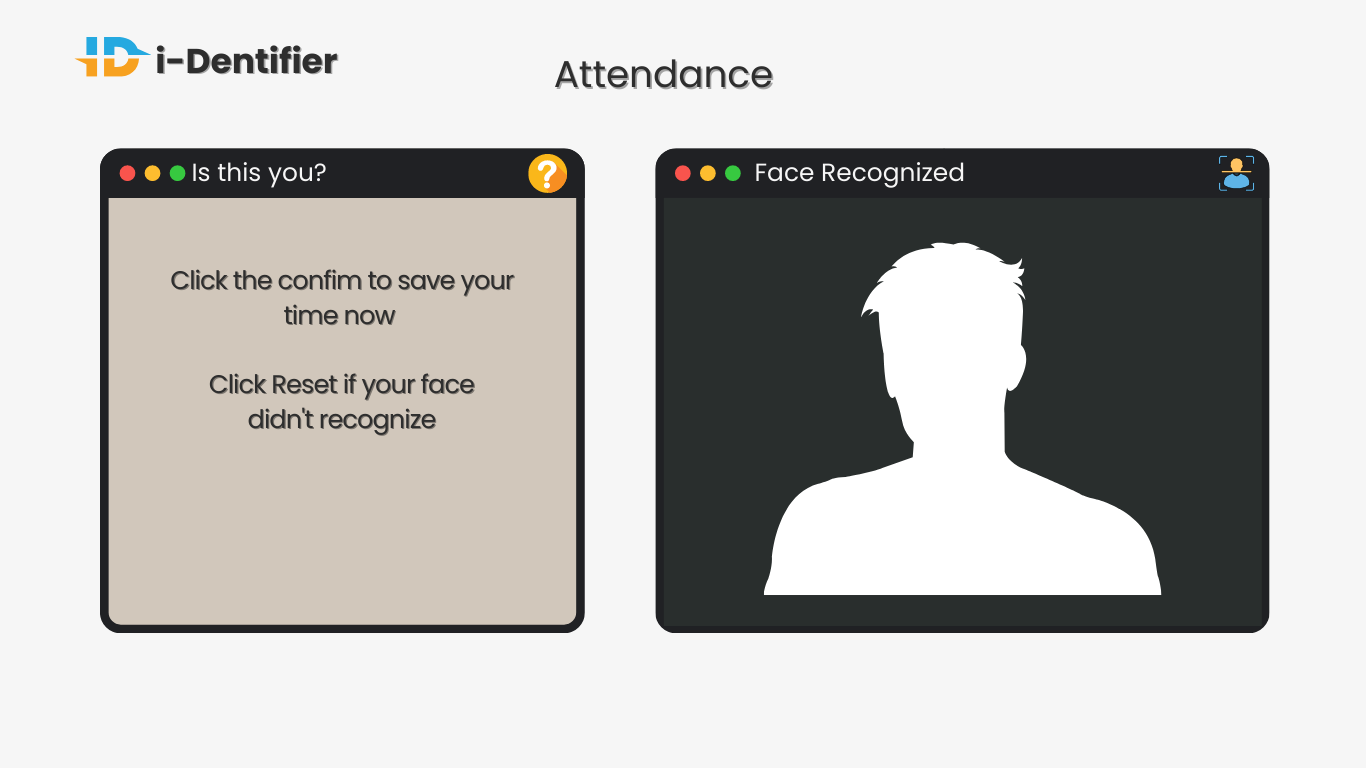 i-Dentifier
Attendance
Is this you?
?
Click the confim to save your
time now
Click Reset if your face
didn't recognize
Face Recognized